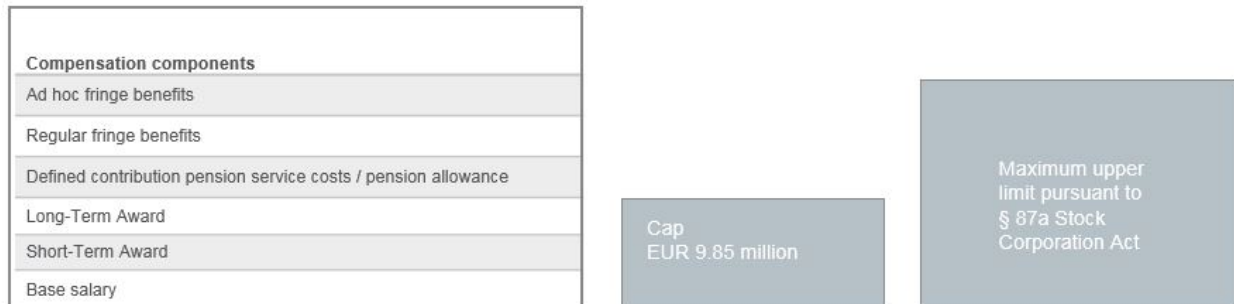 Compensation components
Ad hoc fringe benefits
Regular fringe benefits
Defined contribution pension service costs / pension allowance
Long-Term Award
Short-Term Award
Base salary
Cap
EUR 9.85 million
Maximum upper
limit pursuant to
§ 87a Stock
Corporation Act